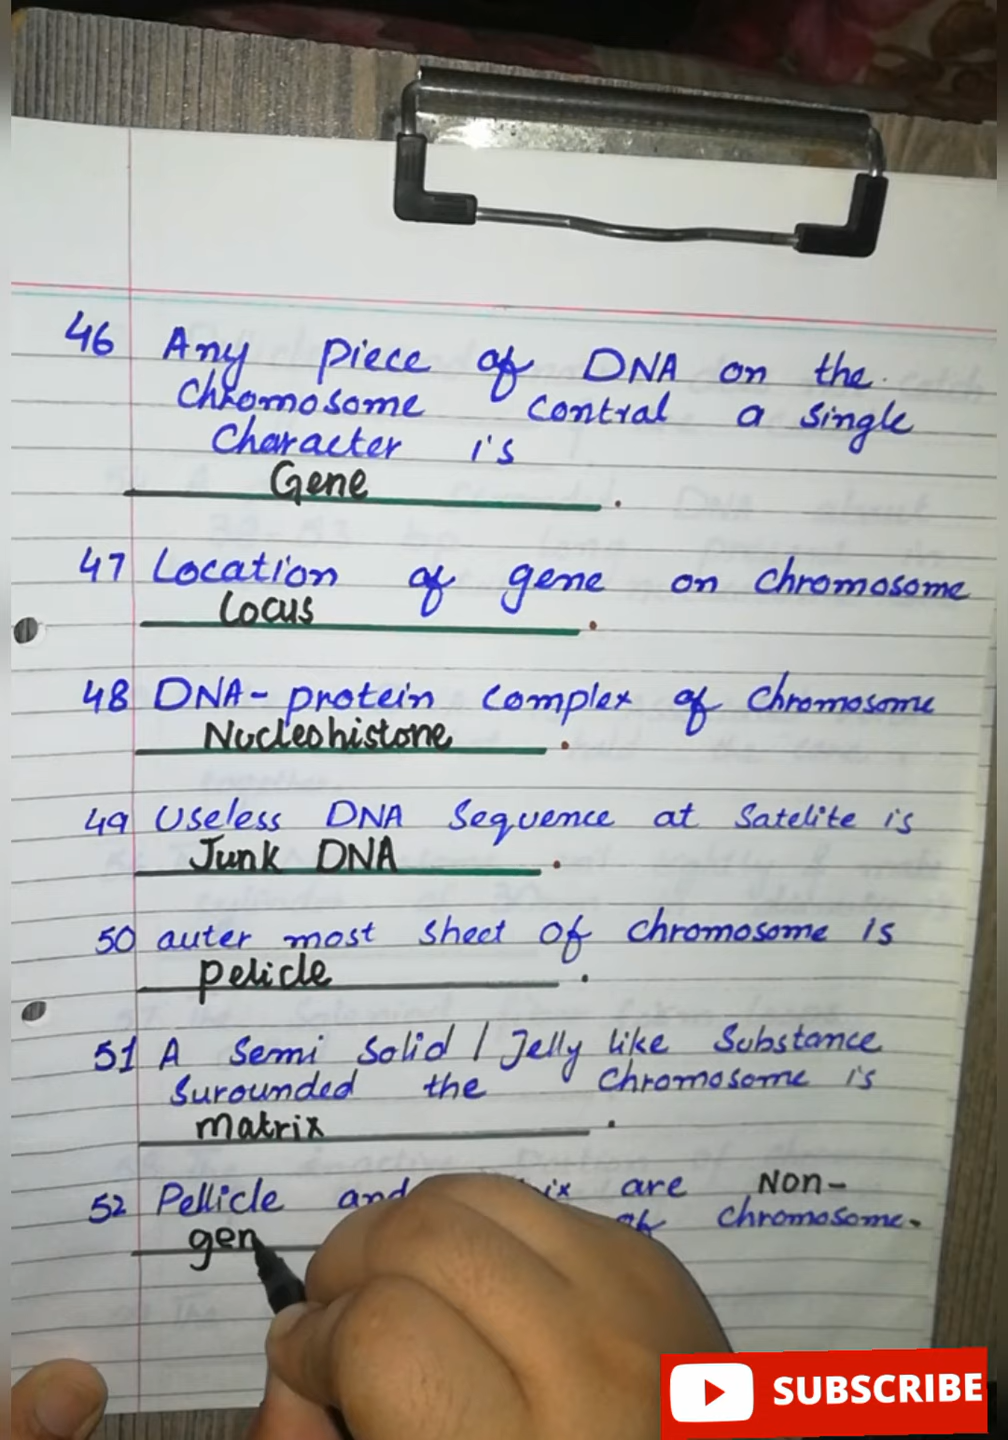 46 Any piece of DNA on the
chromosome contral a single
character is
Gene .
47 Location of gene on chromosome
Locus .
48 DNA-protein complex of chromosome
Nucleohistone .
49 Useless DNA Sequence at Satelite is
Junk DNA .
50 outer most sheet of chromosome is
pelicle .
51 A Semi Solid / Jelly like Substance
Surounded the Chromosome is
matrix .
52 Pellicle and are Non-
gen of chromosome.
SUBSCRIBE